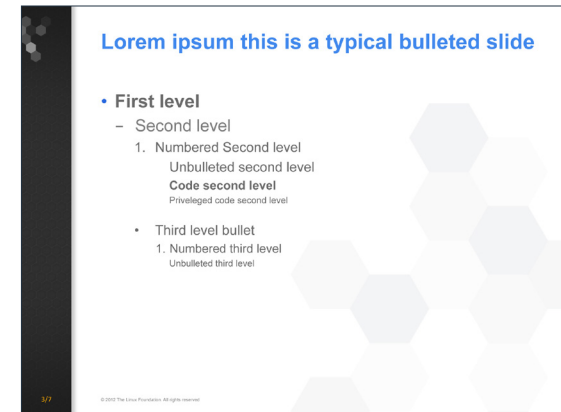 Lorem ipsum this is a typical bulleted slide
• First level
– Second level
1. Numbered Second level
Unbulleted second level
Code second level
Priveleged code second level
• Third level bullet
1. Numbered third level
Unbulleted third level
3/7
© 2012 The Linux Foundation. All rights reserved